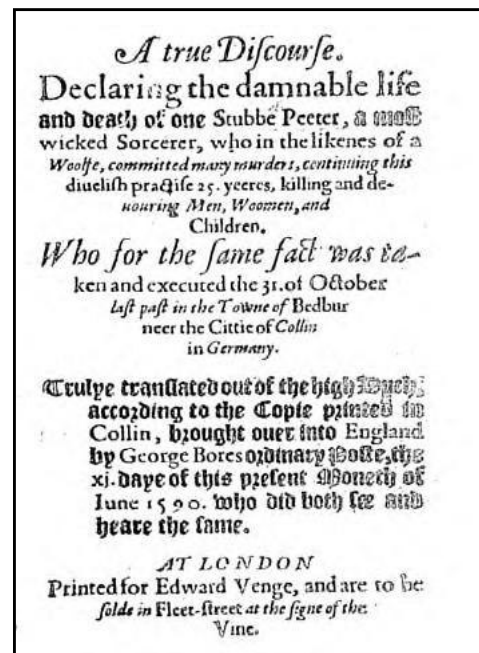 A true Diſcourſe.
Declaring the damnable life
and death of one Stubbe Peeter, a moſt
wicked Sorcerer, who in the likenes of a
Woolfe, committed many murders, continuing this
diueliſh practiſe 25. yeeres, killing and de-
uouring Men, Woomen, and
Children.
Who for the ſame fact was ta-
ken and executed the 31. of October
laſt paſt in the Towne of Bedbur
neer the Cittie of Collin
in Germany.
Trulye tranſlated out of the high Duch,
according to the Copie printed in
Collin, brought ouer into England
by George Bores ordinary Poſte, the
xj. daye of this preſent Moneth of
Iune 1590. who did both ſee and
heare the ſame.
AT LONDON
Printed for Edward Venge, and are to be
ſolde in Fleet-ſtreet at the ſigne of the
Vine.